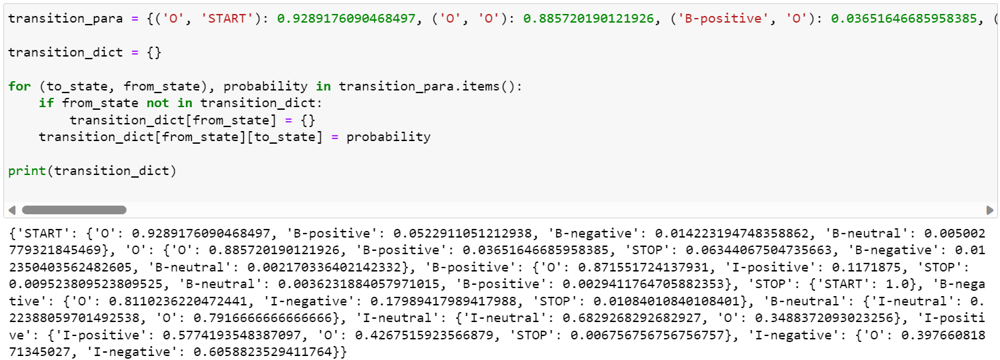 transition_para = {('O', 'START'): 0.9289176090468497, ('O', 'O'): 0.885720190121926, ('B-positive', 'O'): 0.03651646685958385, (
transition_dict = {}
for (to_state, from_state), probability in transition_para.items():
    if from_state not in transition_dict:
        transition_dict[from_state] = {}
    transition_dict[from_state][to_state] = probability
print(transition_dict)
{'START': {'O': 0.9289176090468497, 'B-positive': 0.0522911051212938, 'B-negative': 0.014223194748358862, 'B-neutral': 0.005002
779321845469}, 'O': {'O': 0.885720190121926, 'B-positive': 0.03651646685958385, 'STOP': 0.06344067504735663, 'B-negative': 0.01
2350403562482605, 'B-neutral': 0.002170336402142332}, 'B-positive': {'O': 0.871551724137931, 'I-positive': 0.1171875, 'STOP':
0.009523809523809525, 'B-neutral': 0.0036231884057971015, 'B-positive': 0.0029411764705882353}, 'STOP': {'START': 1.0}, 'B-nega
tive': {'O': 0.8110236220472441, 'I-negative': 0.17989417989417988, 'STOP': 0.01084010840108401}, 'B-neutral': {'I-neutral': 0.
22388059701492538, 'O': 0.7916666666666666}, 'I-neutral': {'I-neutral': 0.6829268292682927, 'O': 0.3488372093023256}, 'I-positi
ve': {'I-positive': 0.5774193548387097, 'O': 0.4267515923566879, 'STOP': 0.006756756756756757}, 'I-negative': {'O': 0.397660818
71345027, 'I-negative': 0.6058823529411764}}